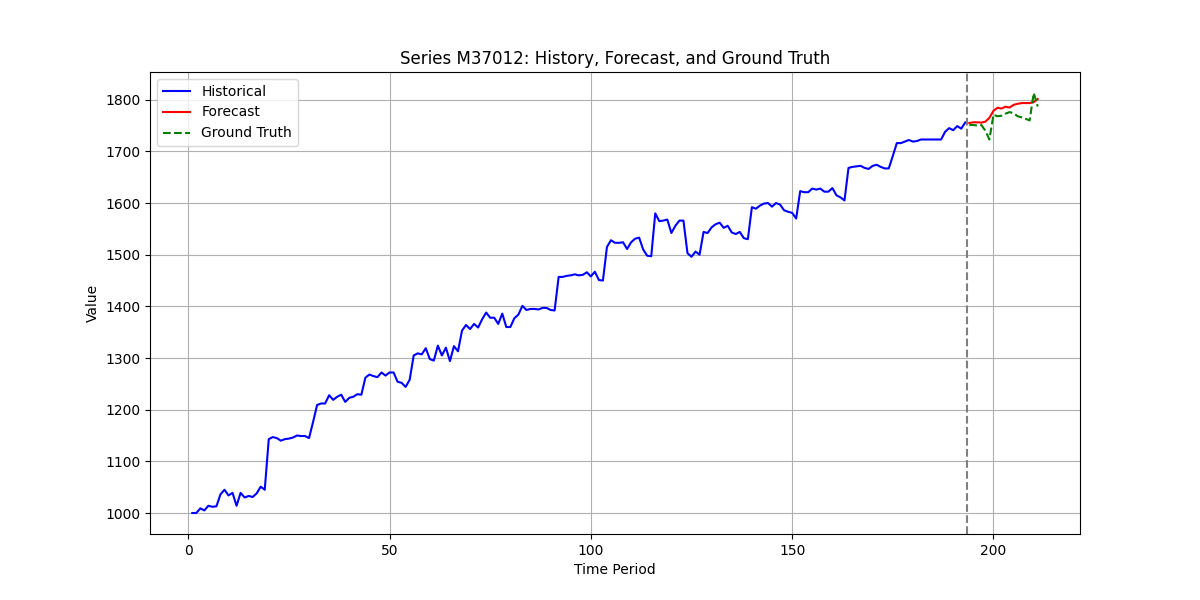 Series M37012: History, Forecast, and Ground Truth
Historical
Forecast
Ground Truth
1800
1700
1600
1500
1400
1300
1200
1100
1000
Value
0 50 100 150 200
Time Period